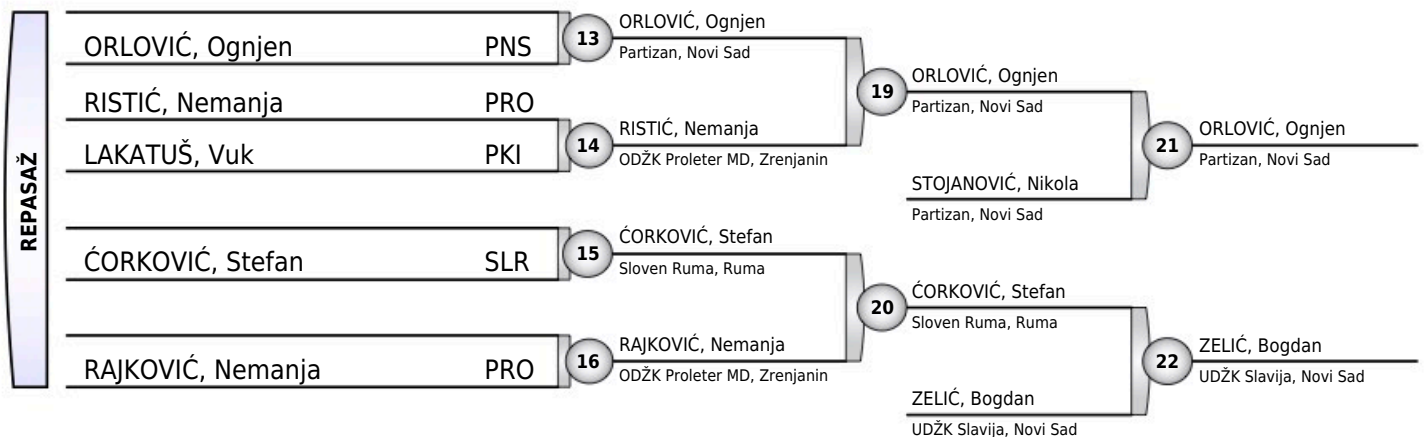 REPASAŽ
ORLOVIĆ, Ognjen PNS
RISTIĆ, Nemanja PRO
LAKATUŠ, Vuk PKI
ĆORKOVIĆ, Stefan SLR
RAJKOVIĆ, Nemanja PRO
13
ORLOVIĆ, Ognjen
Partizan, Novi Sad
14
RISTIĆ, Nemanja
ODŽK Proleter MD, Zrenjanin
15
ĆORKOVIĆ, Stefan
Sloven Ruma, Ruma
16
RAJKOVIĆ, Nemanja
ODŽK Proleter MD, Zrenjanin
19
ORLOVIĆ, Ognjen
Partizan, Novi Sad
STOJANOVIĆ, Nikola
Partizan, Novi Sad
20
ĆORKOVIĆ, Stefan
Sloven Ruma, Ruma
ZELIĆ, Bogdan
UDŽK Slavija, Novi Sad
21
ORLOVIĆ, Ognjen
Partizan, Novi Sad
22
ZELIĆ, Bogdan
UDŽK Slavija, Novi Sad